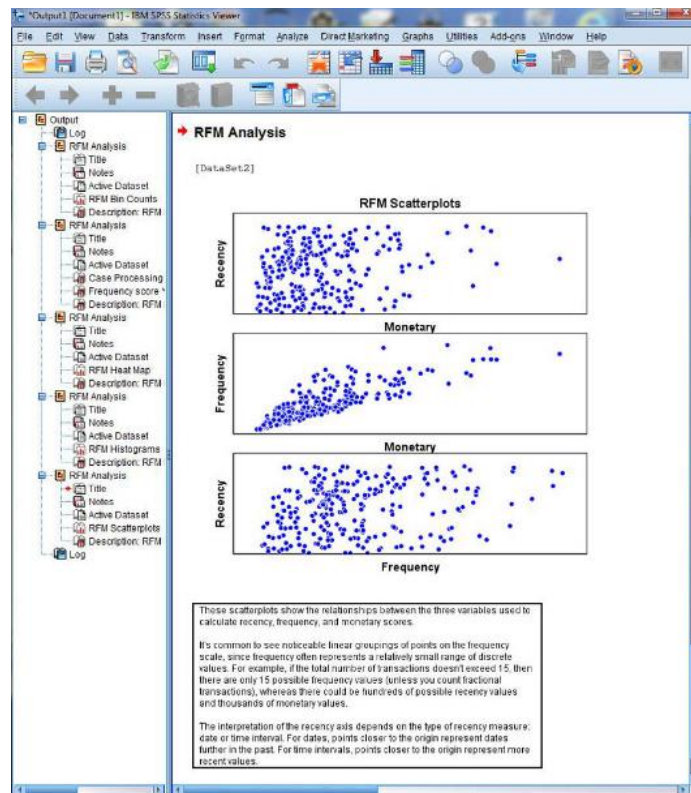 *Output1 [Document1] - IBM SPSS Statistics Viewer
File Edit View Data Transform Insert Format Analyze Direct Marketing Graphs Utilities Add-ons Window Help
Output
Log
RFM Analysis
Title
Notes
Active Dataset
RFM Bin Counts
Description: RFM
RFM Analysis
Title
Notes
Active Dataset
Case Processing
Frequency score
Description: RFM
RFM Analysis
Title
Notes
Active Dataset
RFM Heat Map
Description: RFM
RFM Analysis
Title
Notes
Active Dataset
RFM Histograms
Description: RFM
RFM Analysis
Title
Notes
Active Dataset
RFM Scatterplots
Description: RFM
Log
RFM Analysis
[DataSet2]
RFM Scatterplots
Recency
Monetary
Frequency
Monetary
Recency
Frequency
These scatterplots show the relationships between the three variables used to
calculate recency, frequency, and monetary scores.
It's common to see noticeable linear groupings of points on the frequency
scale, since frequency often represents a relatively small range of discrete
values. For example, if the total number of transactions doesn't exceed 15, then
there are only 15 possible frequency values (unless you count fractional
transactions), whereas there could be hundreds of possible recency values
and thousands of monetary values.
The interpretation of the recency axis depends on the type of recency measure:
date or time interval. For dates, points closer to the origin represent dates
further in the past. For time intervals, points closer to the origin represent more
recent values.